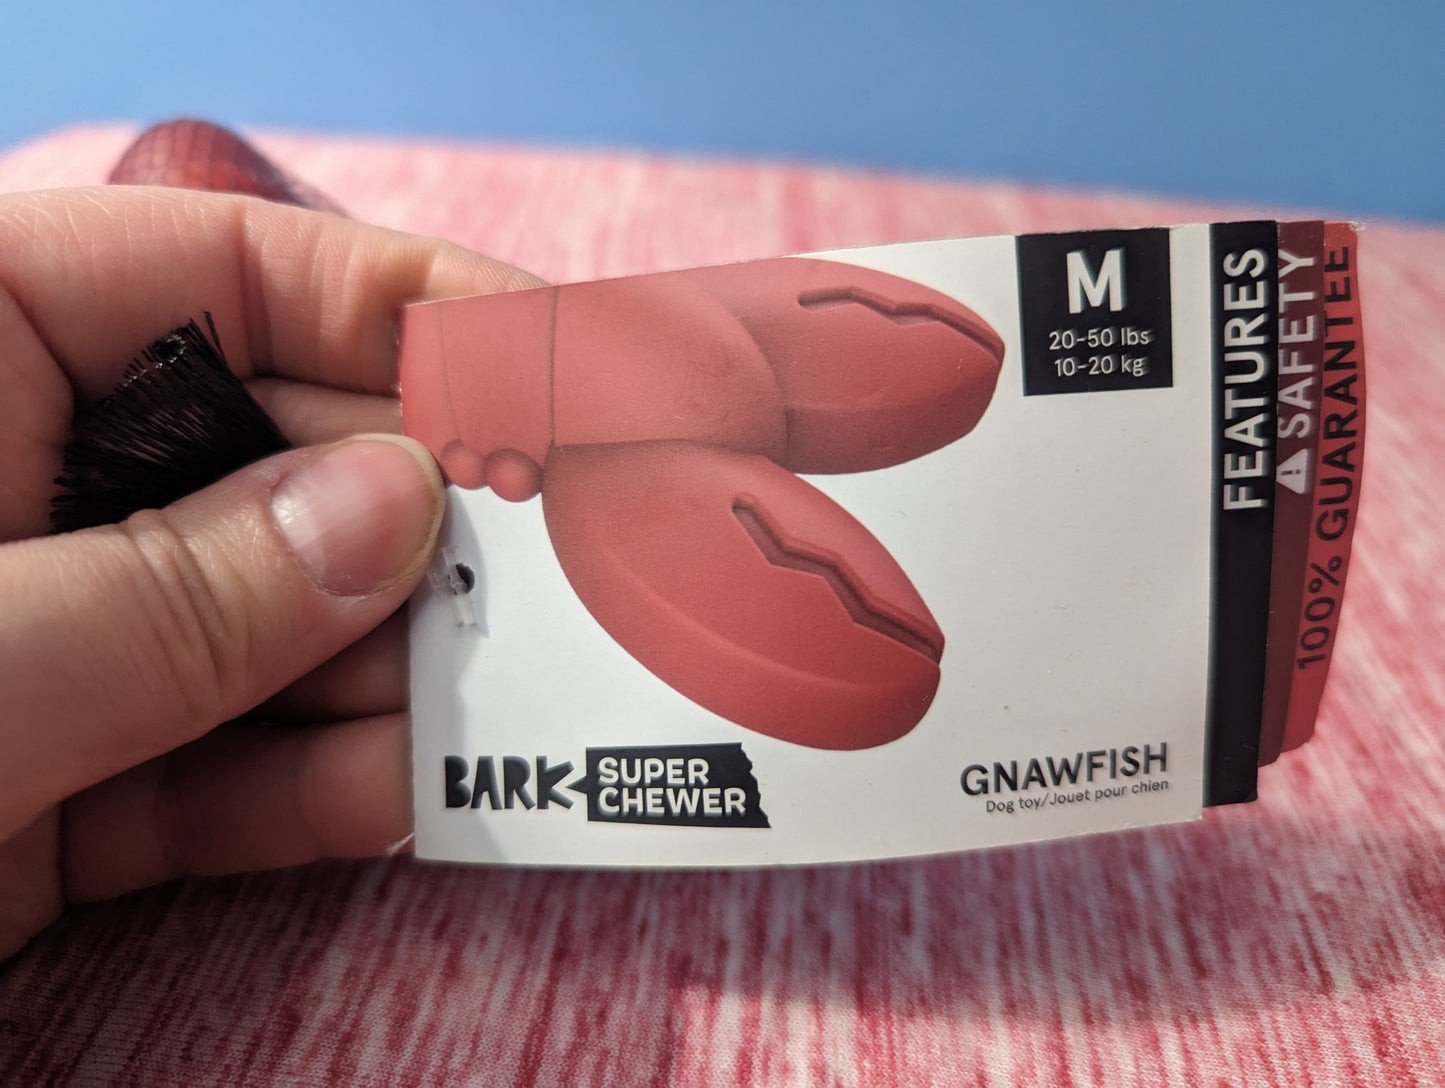 M
20-50 lbs
10-20 kg
BARK
SUPER
CHEWER
GNAWFISH
Dog toy/Jouet pour chien
FEATURES
SAFETY
100% GUARANTEE